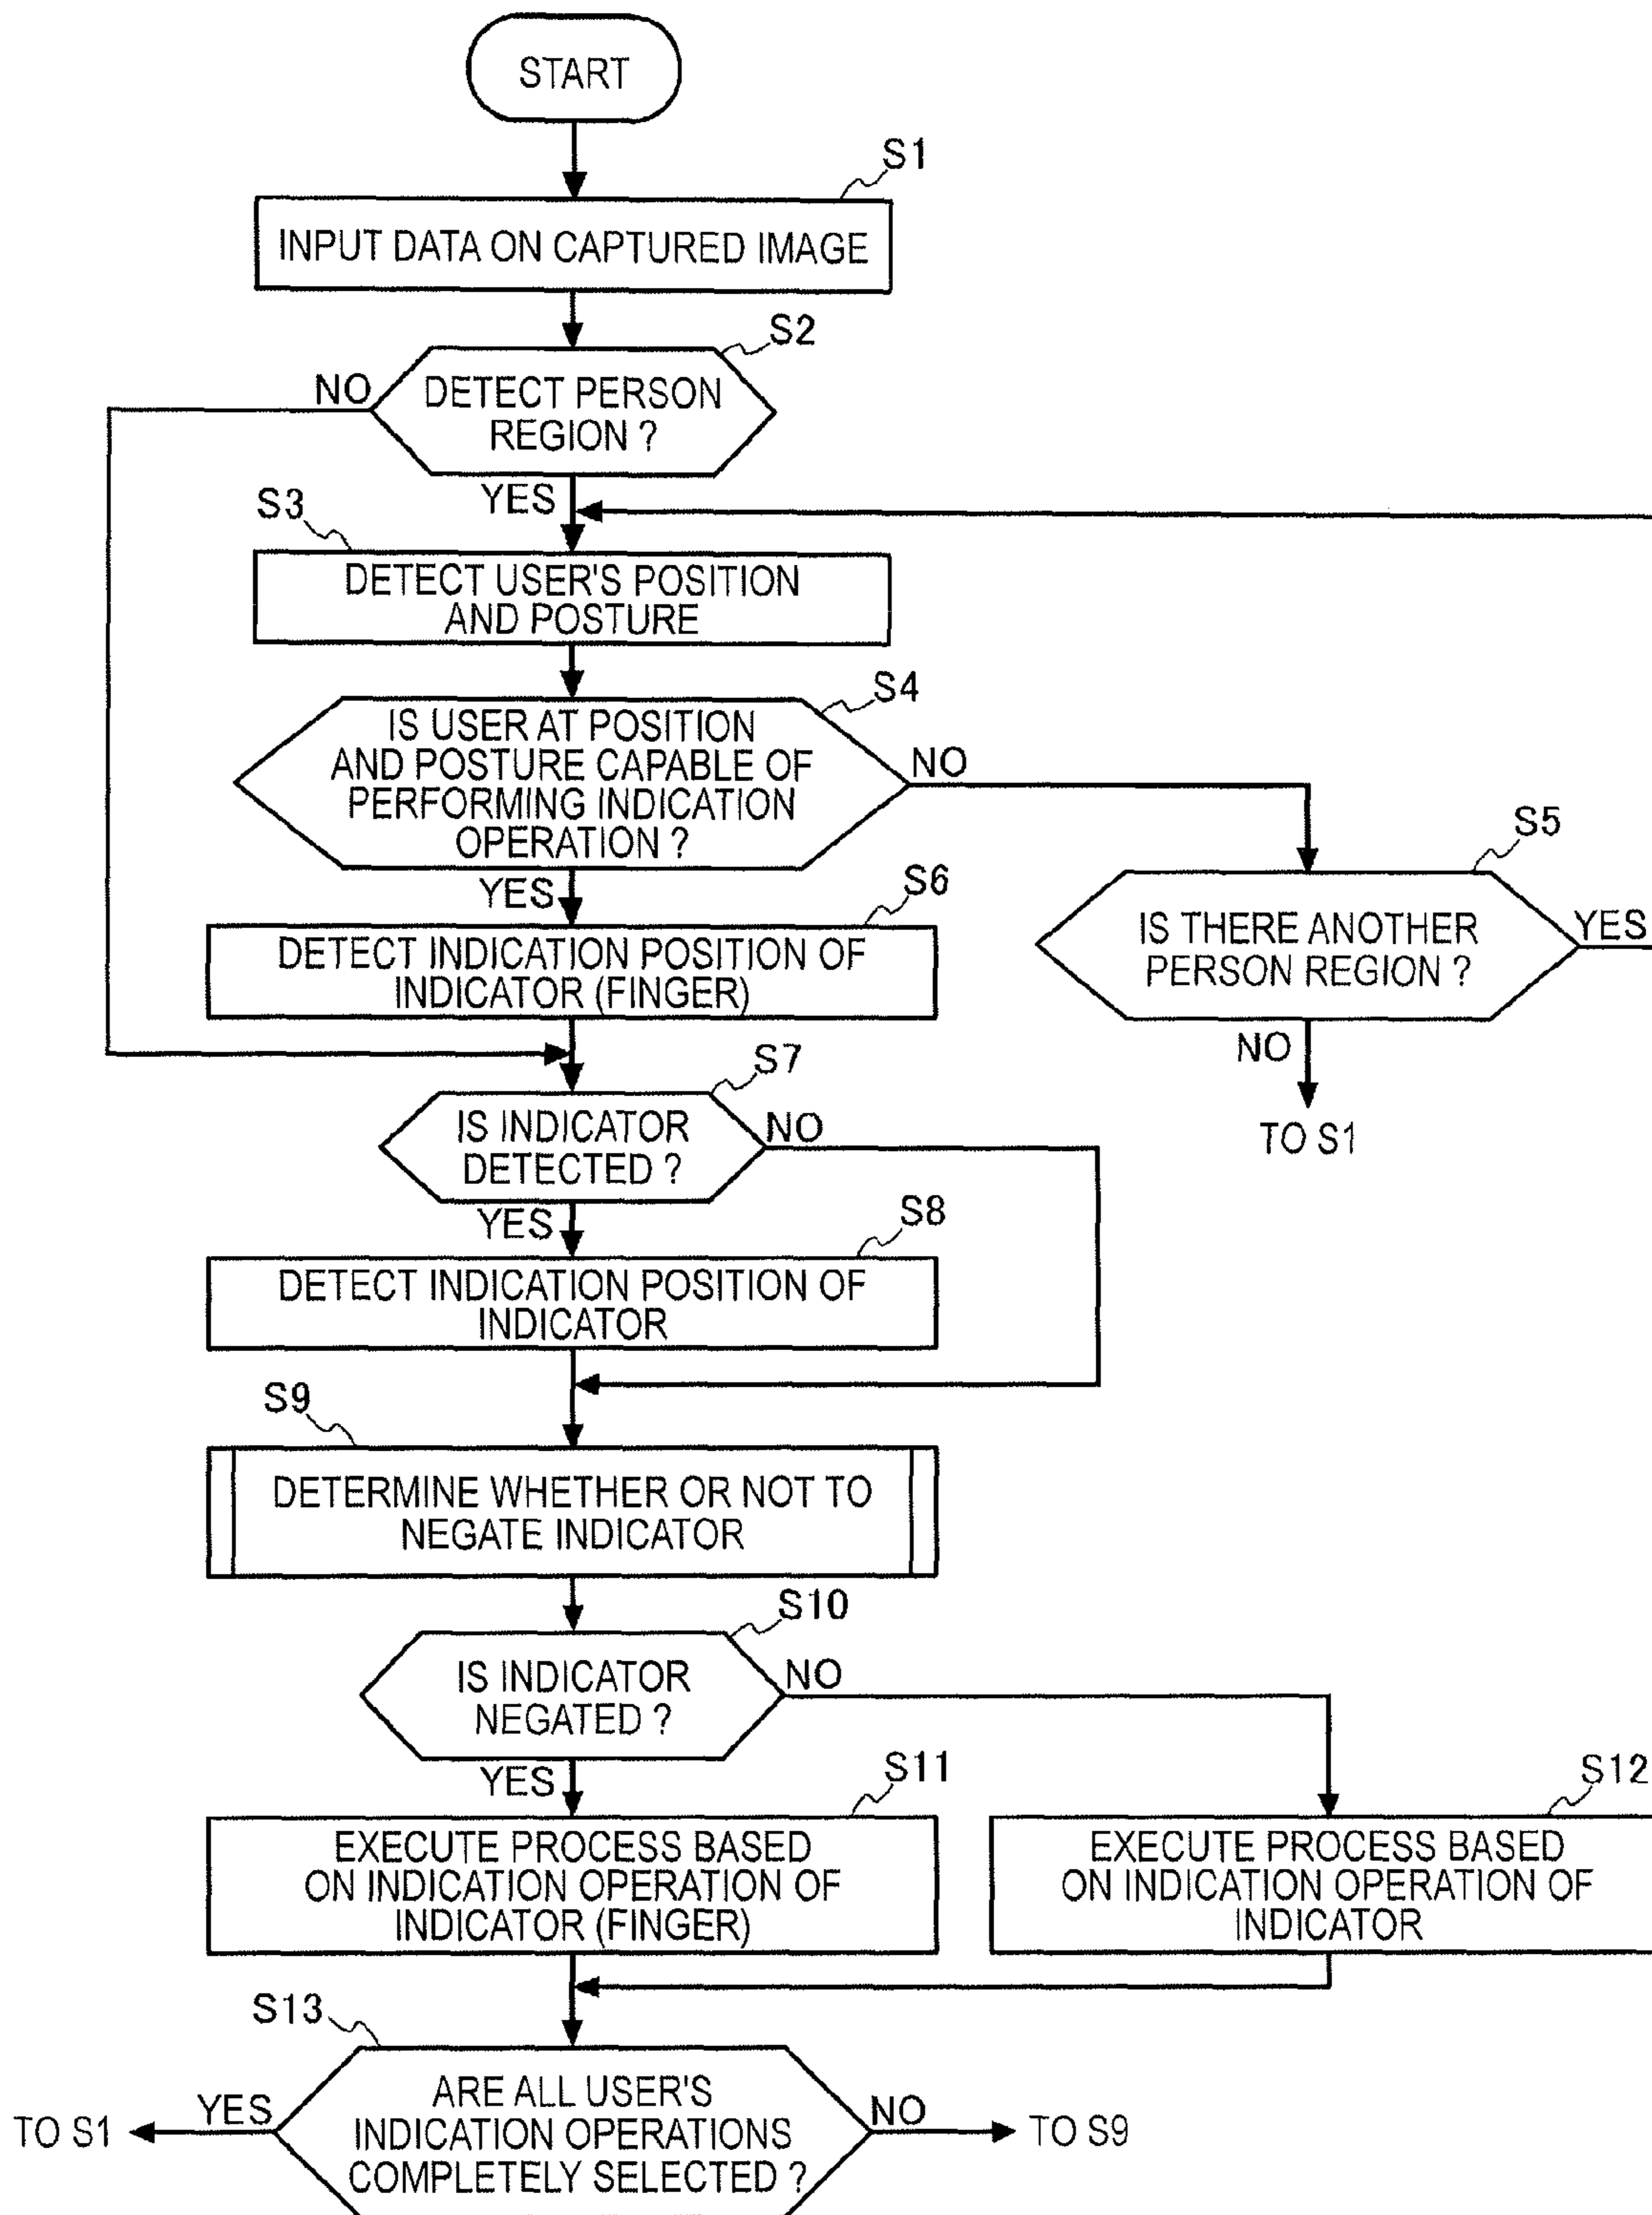 START
S1
INPUT DATA ON CAPTURED IMAGE
S2
NO
DETECT PERSON
REGION ?
YES
S3
DETECT USER'S POSITION
AND POSTURE
S4
IS USER AT POSITION
AND POSTURE CAPABLE OF
PERFORMING INDICATION
OPERATION ?
NO
YES
S5
IS THERE ANOTHER
PERSON REGION ?
YES
NO
TO S1
S6
DETECT INDICATION POSITION OF
INDICATOR (FINGER)
S7
IS INDICATOR
DETECTED ?
NO
YES
S8
DETECT INDICATION POSITION OF
INDICATOR
S9
DETERMINE WHETHER OR NOT TO
NEGATE INDICATOR
S10
IS INDICATOR
NEGATED ?
NO
YES
S11
EXECUTE PROCESS BASED
ON INDICATION OPERATION OF
INDICATOR (FINGER)
S12
EXECUTE PROCESS BASED
ON INDICATION OPERATION OF
INDICATOR
S13
ARE ALL USER'S
INDICATION OPERATIONS
COMPLETELY SELECTED ?
YES
TO S1
NO
TO S9